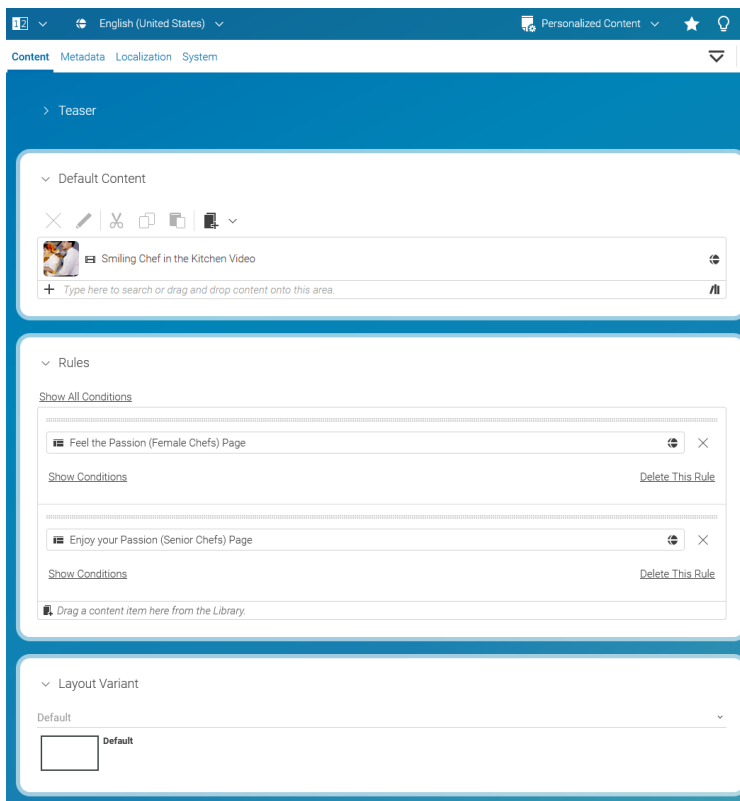 12 English (United States) Personalized Content
Content Metadata Localization System
Teaser
Default Content
Smiling Chef in the Kitchen Video
Type here to search or drag and drop content onto this area.
Rules
Show All Conditions
Feel the Passion (Female Chefs) Page
Show Conditions Delete This Rule
Enjoy your Passion (Senior Chefs) Page
Show Conditions Delete This Rule
Drag a content item here from the Library.
Layout Variant
Default
Default